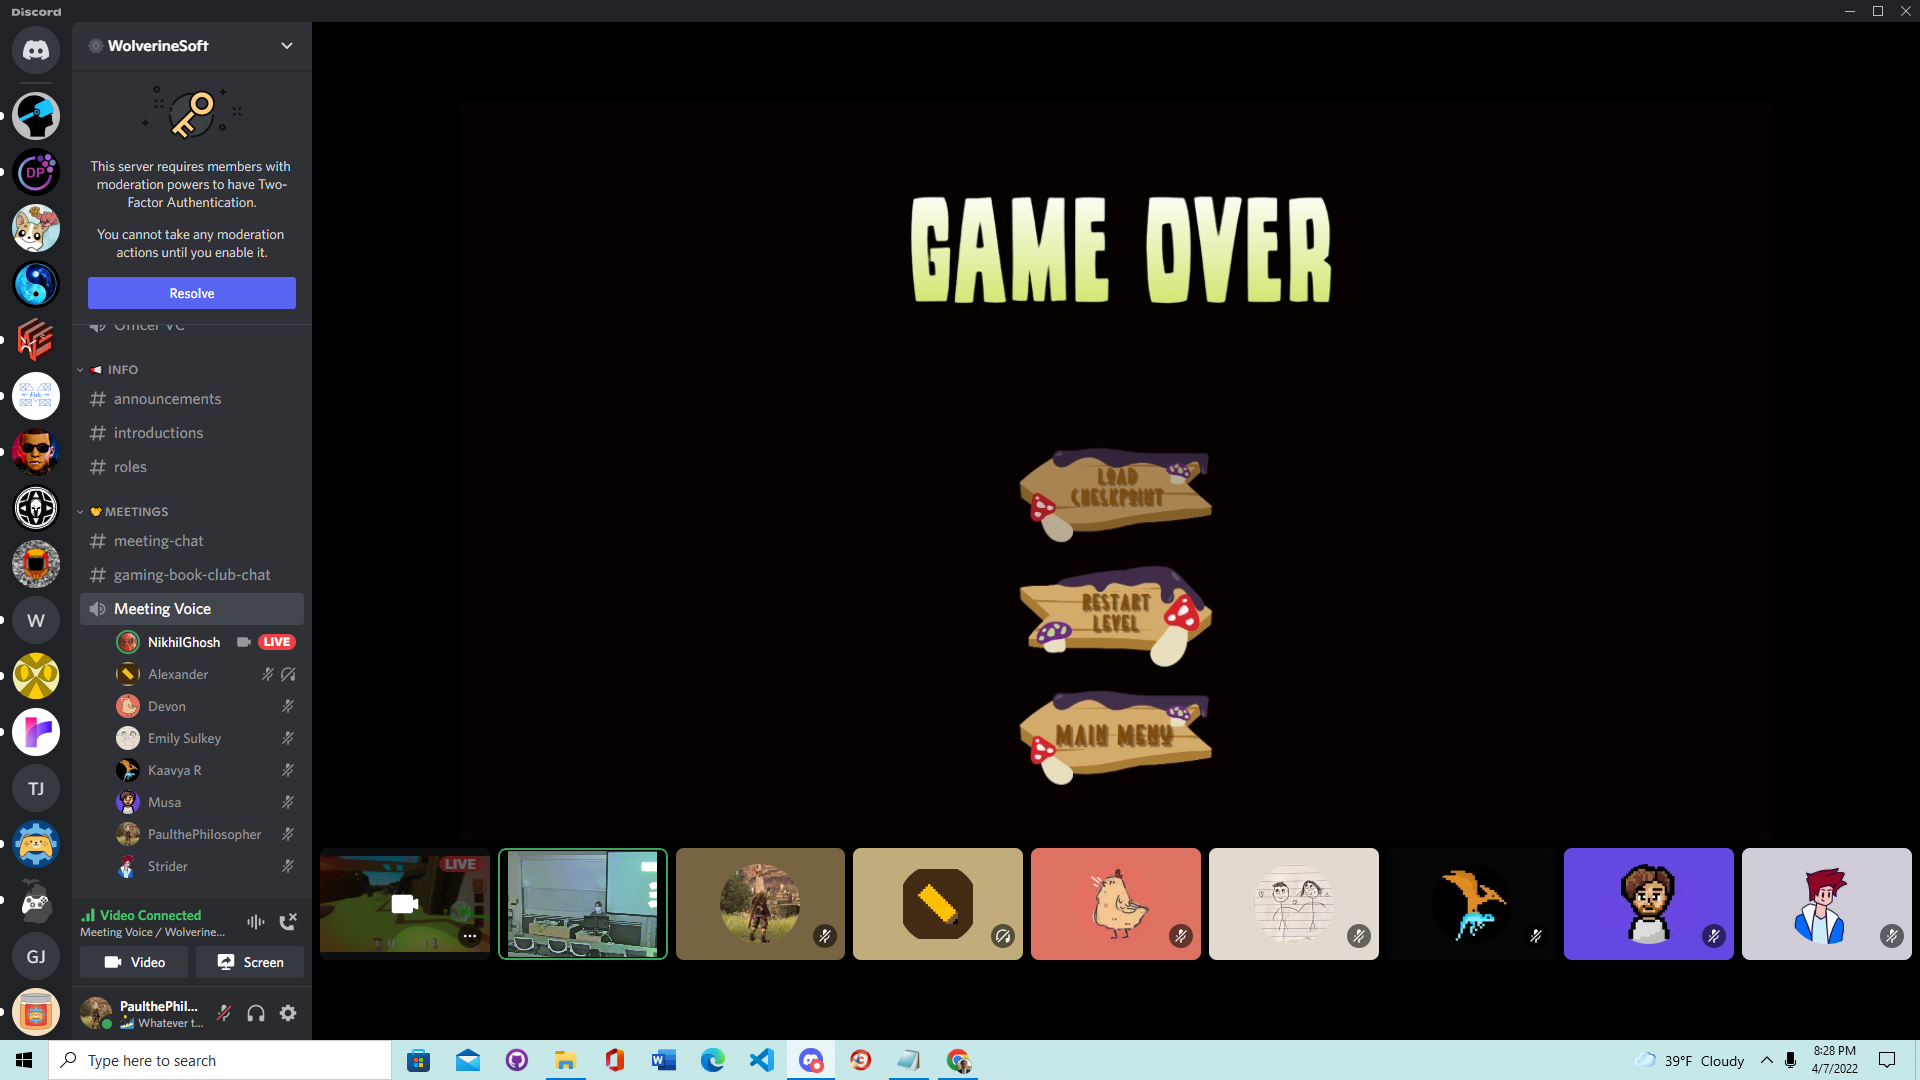 Discord
WolverineSoft
This server requires members with
moderation powers to have Two-
Factor Authentication.
You cannot take any moderation
actions until you enable it.
Resolve
Officer VC
INFO
announcements
introductions
roles
MEETINGS
meeting-chat
gaming-book-club-chat
Meeting Voice
NikhilGhosh LIVE
Alexander
Devon
Emily Sulkey
Kaavya R
Musa
PaulthePhilosopher
Strider
Video Connected
Meeting Voice / Wolverine...
Video Screen
PaulthePhil...
Whatever t...
DP
W
TJ
GJ
GAME OVER
LOAD
CHECKPOINT
RESTART
LEVEL
MAIN MENU
LIVE
Type here to search
39°F Cloudy
8:28 PM
4/7/2022